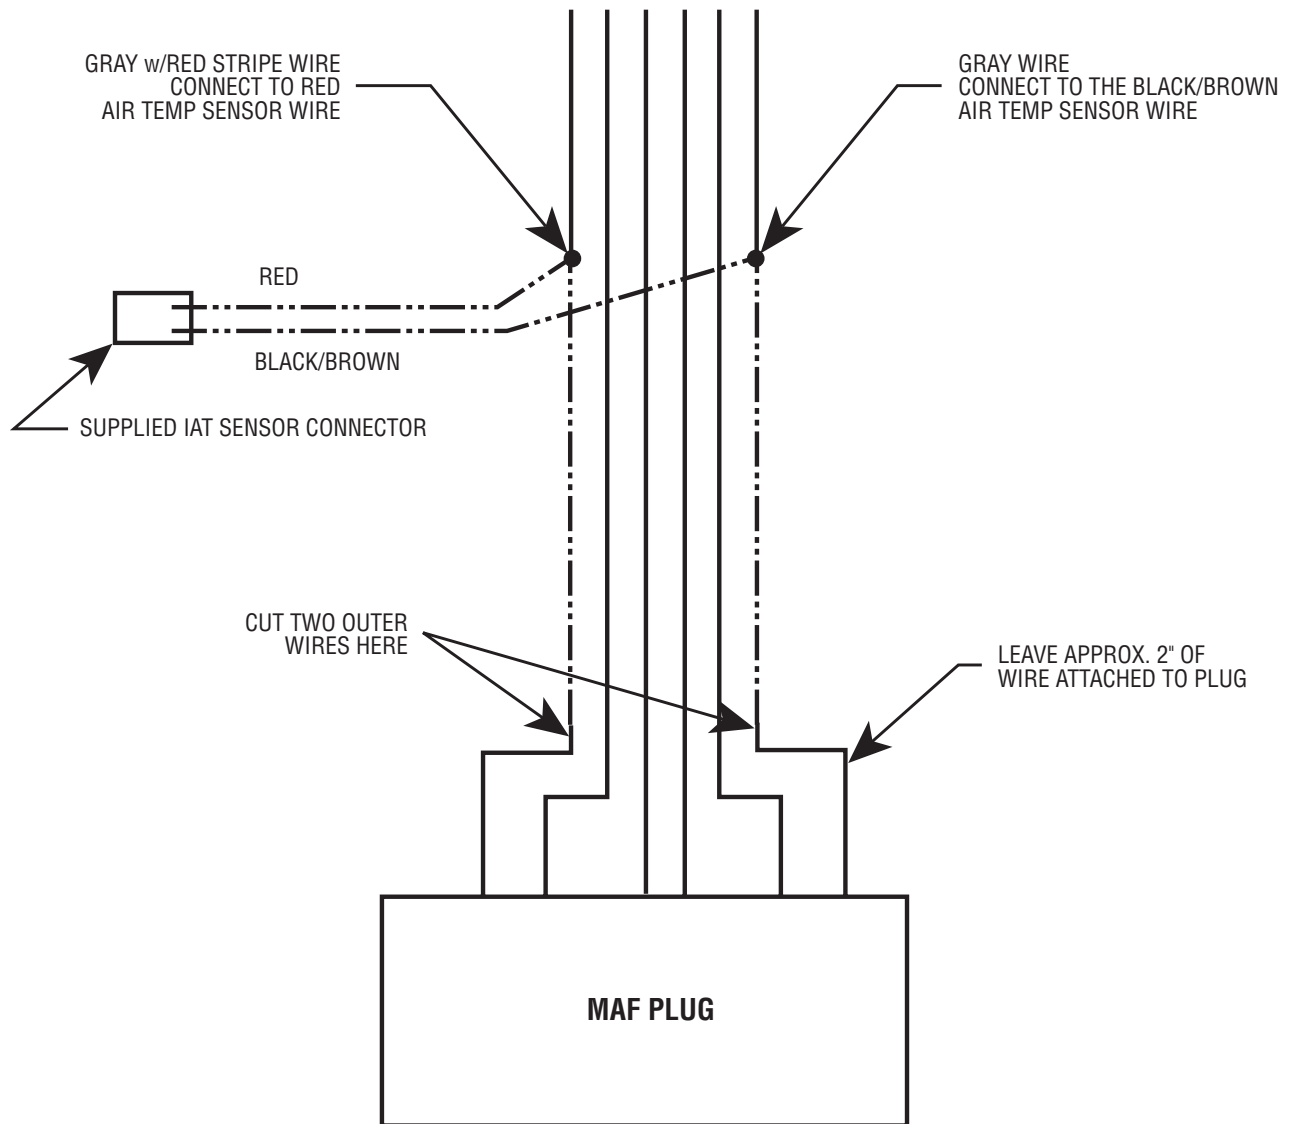 GRAY w/RED STRIPE WIRE
CONNECT TO RED
AIR TEMP SENSOR WIRE
GRAY WIRE
CONNECT TO THE BLACK/BROWN
AIR TEMP SENSOR WIRE
RED
BLACK/BROWN
SUPPLIED IAT SENSOR CONNECTOR
CUT TWO OUTER
WIRES HERE
LEAVE APPROX. 2" OF
WIRE ATTACHED TO PLUG
MAF PLUG